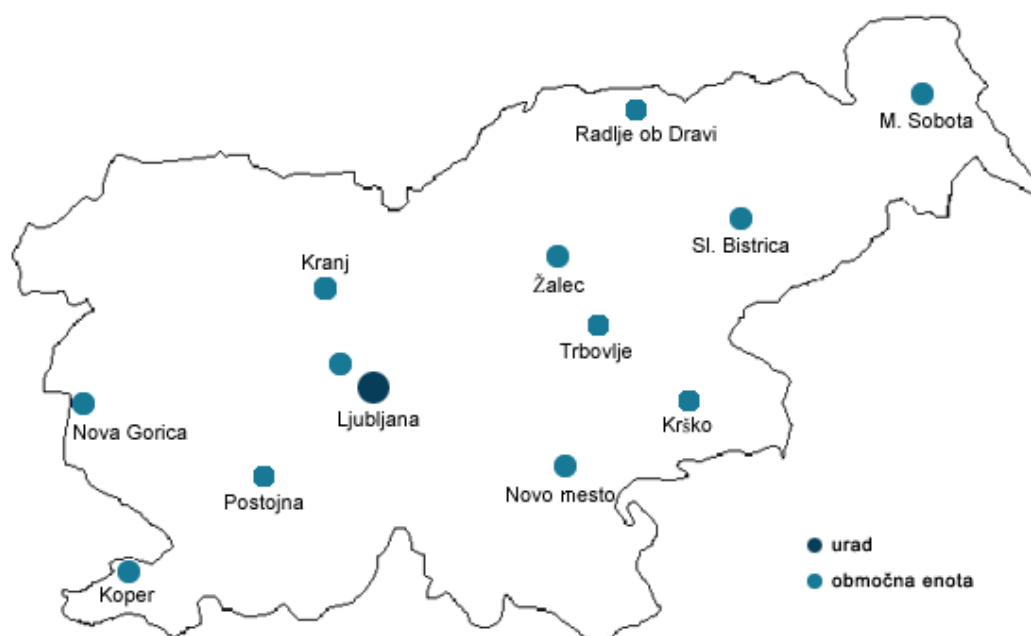 M. Sobota
Radlje ob Dravi
Sl. Bistrica
Kranj
Žalec
Trbovlje
Ljubljana
Krško
Nova Gorica
Novo mesto
Postojna
urad
območna enota
Koper